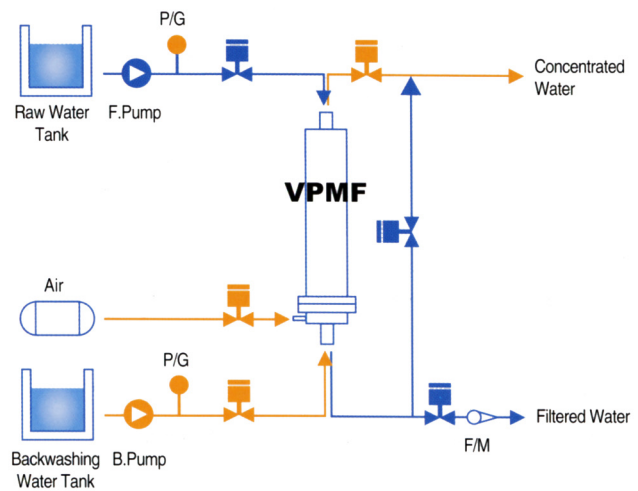 P/G
Raw Water
Tank
F.Pump
Concentrated
Water
VPMF
Air
P/G
Backwashing
Water Tank
B.Pump
Filtered Water
F/M